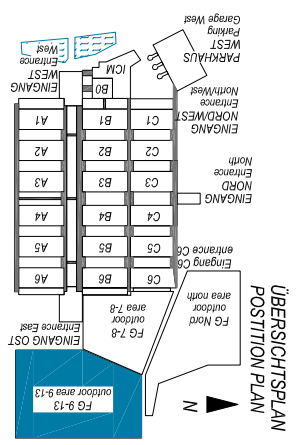 PARKHAUS
WEST
PARKING
Garage West
Entrance
West
EINGANG
WEST
ICM
B0
EINGANG
NORD/WEST
Entrance
North/West
A1
B1
C1
A2
B2
C2
A3
B3
C3
EINGANG
NORD
Entrance
North
A4
B4
C4
A5
B5
C5
Eingang C6
entrance C6
A6
B6
C6
EINGANG OST
Entrance East
FG 7-8
outdoor
area 7-8
FG Nord
outdoor
area north
FG 9-13
outdoor area 9-13
N
ÜBERSICHTSPLAN
POSTITION PLAN